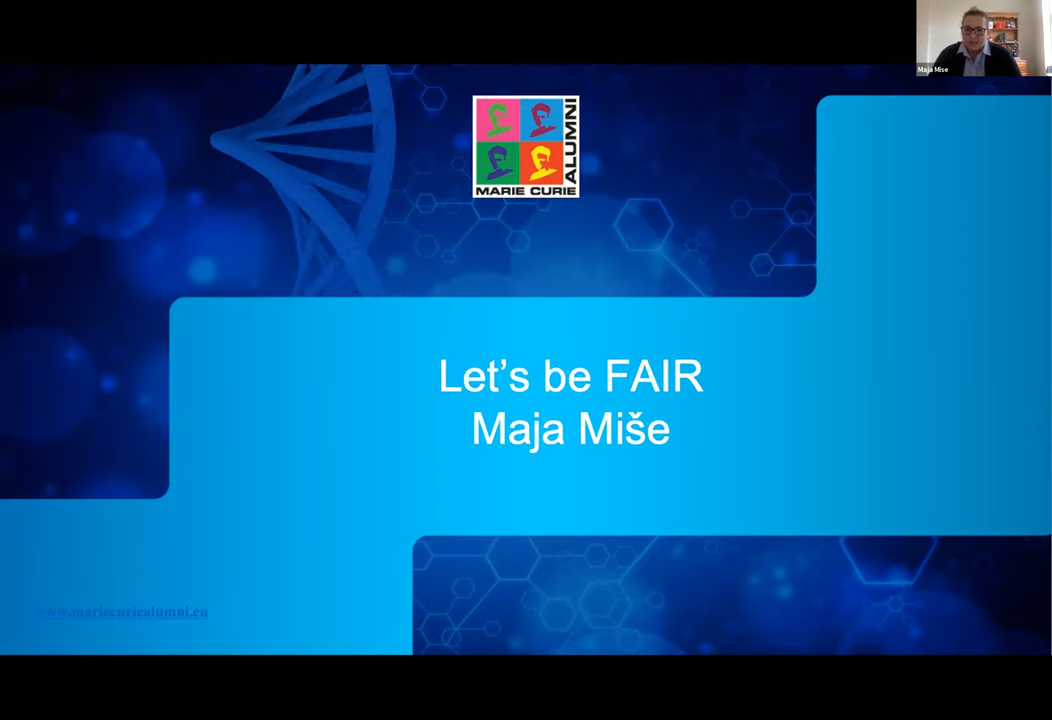 Maja Mise
ALUMNI
MARIE CURIE
Let's be FAIR
Maja Miše
www.mariecuriealumni.eu